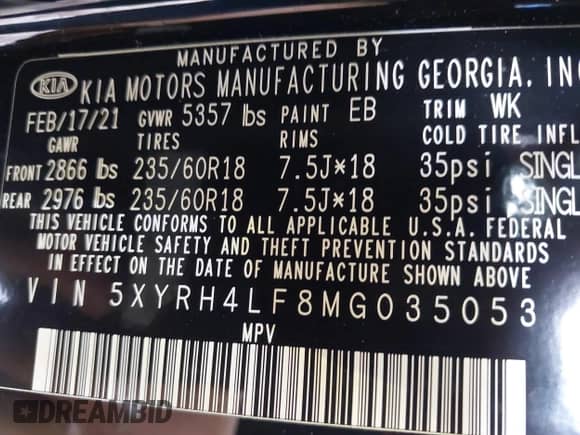 MANUFACTURED BY
KIA KIA MOTORS MANUFACTURING GEORGIA. INC
FEB/17/21 GVWR 5357 lbs PAINT EB TRIM WK
GAWR TIRES RIMS COLD TIRE INFL
FRONT 2866 lbs 235/60R18 7.5J*18 35psi SINGL
REAR 2976 lbs 235/60R18 7.5J*18 35psi SINGL
THIS VEHICLE CONFORMS TO ALL APPLICABLE U.S.A. FEDERAL
MOTOR VEHICLE SAFETY AND THEFT PREVENTION STANDARDS
IN EFFECT ON THE DATE OF MANUFACTURE SHOWN ABOVE
VIN 5XYRH4LF8MG035053
MPV
DREAMBID